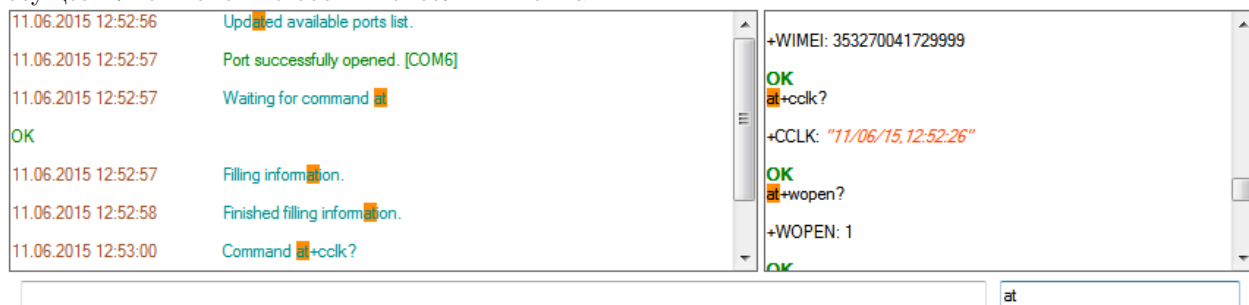 11.06.2015 12:52:56 Updated available ports list.
11.06.2015 12:52:57 Port successfully opened. [COM6]
11.06.2015 12:52:57 Waiting for command at
OK
11.06.2015 12:52:57 Filling information.
11.06.2015 12:52:58 Finished filling information.
11.06.2015 12:53:00 Command at+cclk?
+WIMEI: 353270041729999
OK
at+cclk?
+CCLK: "11/06/15,12:52:26"
OK
at+wopen?
+WOPEN: 1
OK
at